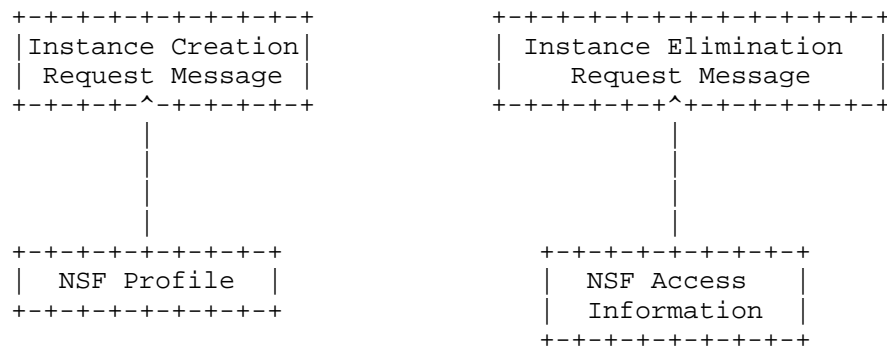 Instance Creation
Request Message
Instance Elimination
Request Message
NSF Profile
NSF Access
Information